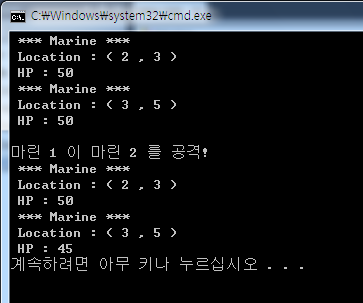 C:\Windows\system32\cmd.exe
*** Marine ***
Location : ( 2 , 3 )
HP : 50
*** Marine ***
Location : ( 3 , 5 )
HP : 50
마린 1 이 마린 2 를 공격!
*** Marine ***
Location : ( 2 , 3 )
HP : 50
*** Marine ***
Location : ( 3 , 5 )
HP : 45
계속하려면 아무 키나 누르십시오 . . .